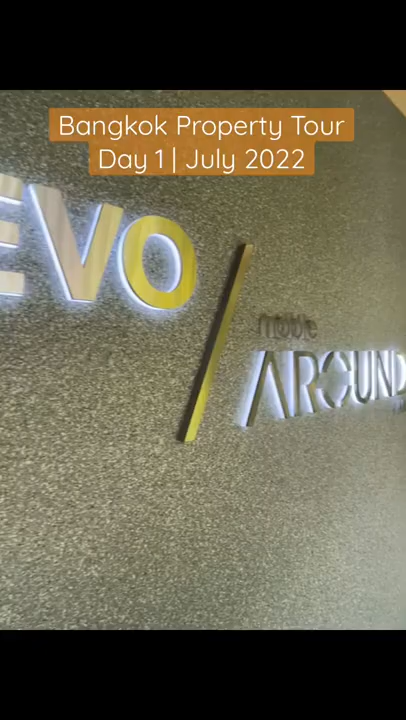 Bangkok Property Tour
Day 1 | July 2022
EVO
noble
AROUND